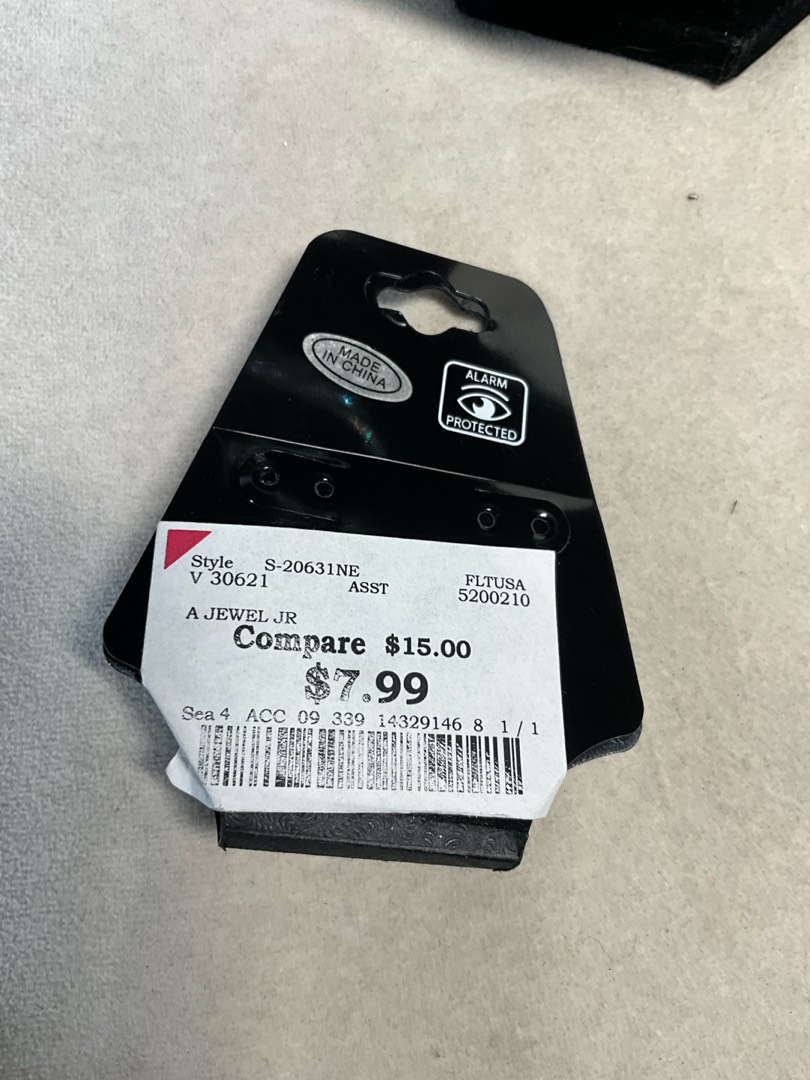 MADE
IN CHINA
ALARM
PROTECTED
Style S-20631NE FLTUSA
V 30621 ASST 5200210
A JEWEL JR
Compare $15.00
$7.99
Sea 4 ACC 09 339 14329146 8 1 / 1